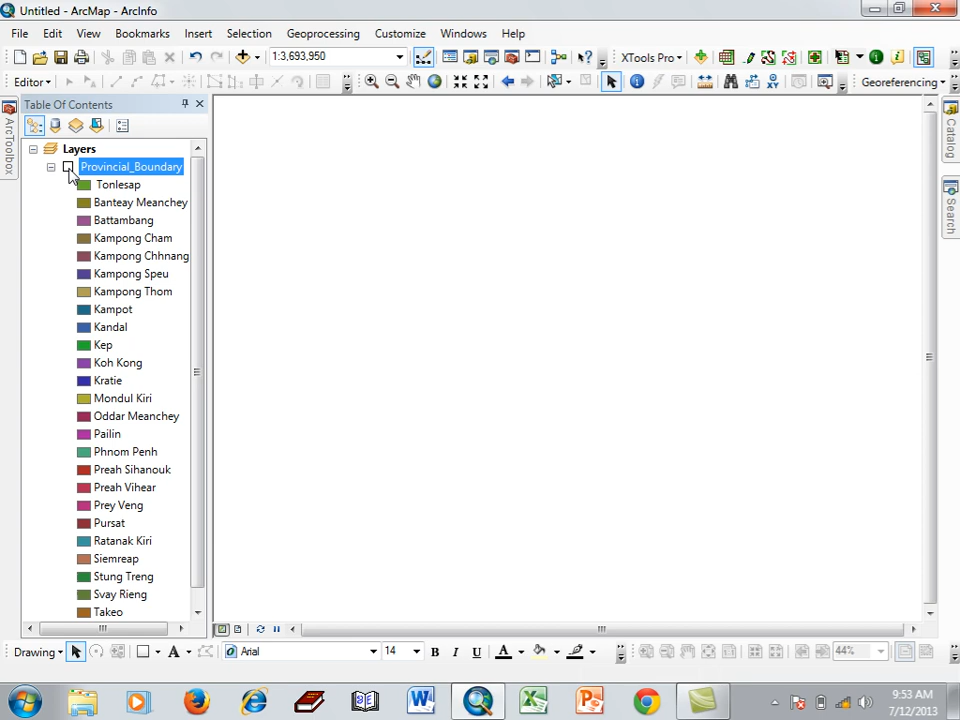 Untitled - ArcMap - ArcInfo
File Edit View Bookmarks Insert Selection Geoprocessing Customize Windows Help
1:3,693,950 XTools Pro
Editor Georeferencing
Table Of Contents
ArcToolbox
Catalog
Search
Layers
Provincial_Boundary
Tonlesap
Banteay Meanchey
Battambang
Kampong Cham
Kampong Chhnang
Kampong Speu
Kampong Thom
Kampot
Kandal
Kep
Koh Kong
Kratie
Mondul Kiri
Oddar Meanchey
Pailin
Phnom Penh
Preah Sihanouk
Preah Vihear
Prey Veng
Pursat
Ratanak Kiri
Siemreap
Stung Treng
Svay Rieng
Takeo
Drawing A Arial 14 B I U A 44%
9:53 AM
7/12/2013